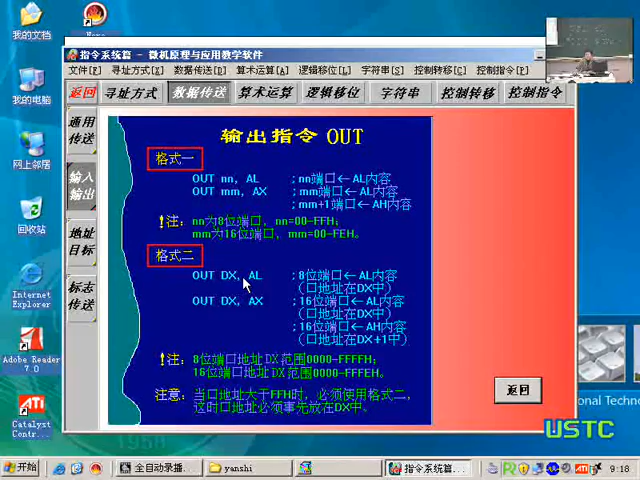 我的文档
我的电脑
网上邻居
回收站
Internet
Explorer
Adobe Reader
7.0
ATI
Catalyst
Contr...
指令系统篇 - 微机原理与应用教学软件
文件[F] 寻址方式[X] 数据传送[D] 算术运算[A] 逻辑移位[L] 字符串[S] 控制转移[C] 控制指令[P]
返回 寻址方式 数据传送 算术运算 逻辑移位 字符串 控制转移 控制指令
通用
传送
输入
输出
地址
目标
标志
传送
输出指令 OUT
格式一
OUT nn, AL ;nn端口←AL内容
OUT mm, AX ;mm端口←AL内容
;mm+1端口←AH内容
!注: nn为8位端口, nn=00-FFH;
mm为16位端口, mm=00-FEH。
格式二
OUT DX, AL ;8位端口←AL内容
(口地址在DX中)
OUT DX, AX ;16位端口←AL内容
(口地址在DX中)
;16位端口←AH内容
(口地址在DX+1中)
!注: 8位端口地址DX范围0000-FFFFH;
16位端口地址DX范围0000-FFFEH。
注意: 当口地址大于FFH时, 必须使用格式二,
这时口地址必须事先放在DX中。
返回
onal Technol
USTC
开始
全自动录播...
yanshi
指令系统篇...
9:18